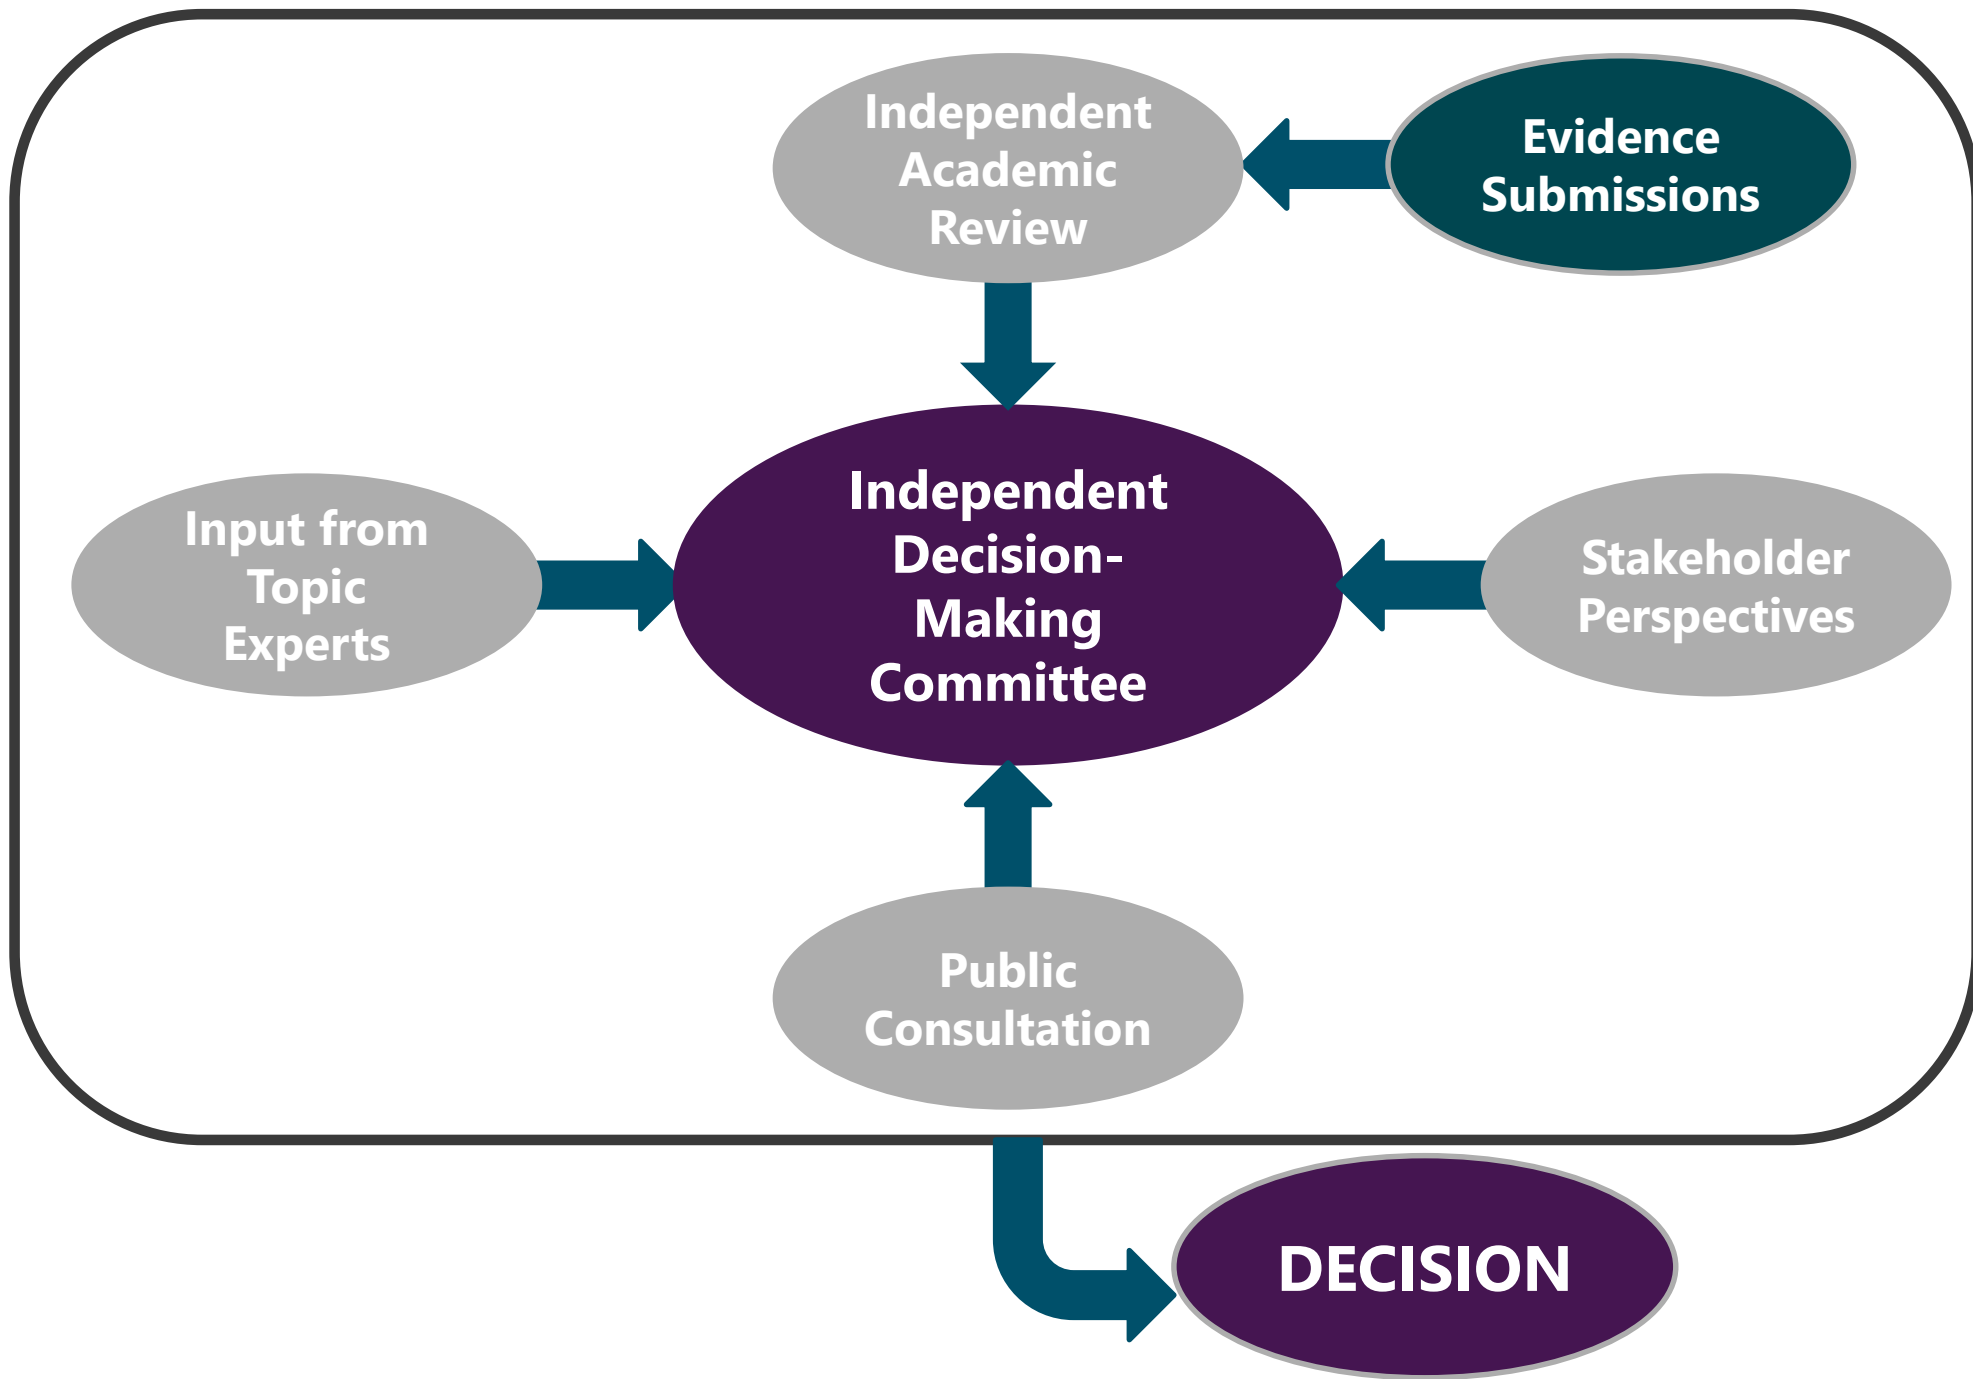 Independent
Academic
Review
Evidence
Submissions
Input from
Topic
Experts
Independent
Decision-
Making
Committee
Stakeholder
Perspectives
Public
Consultation
DECISION